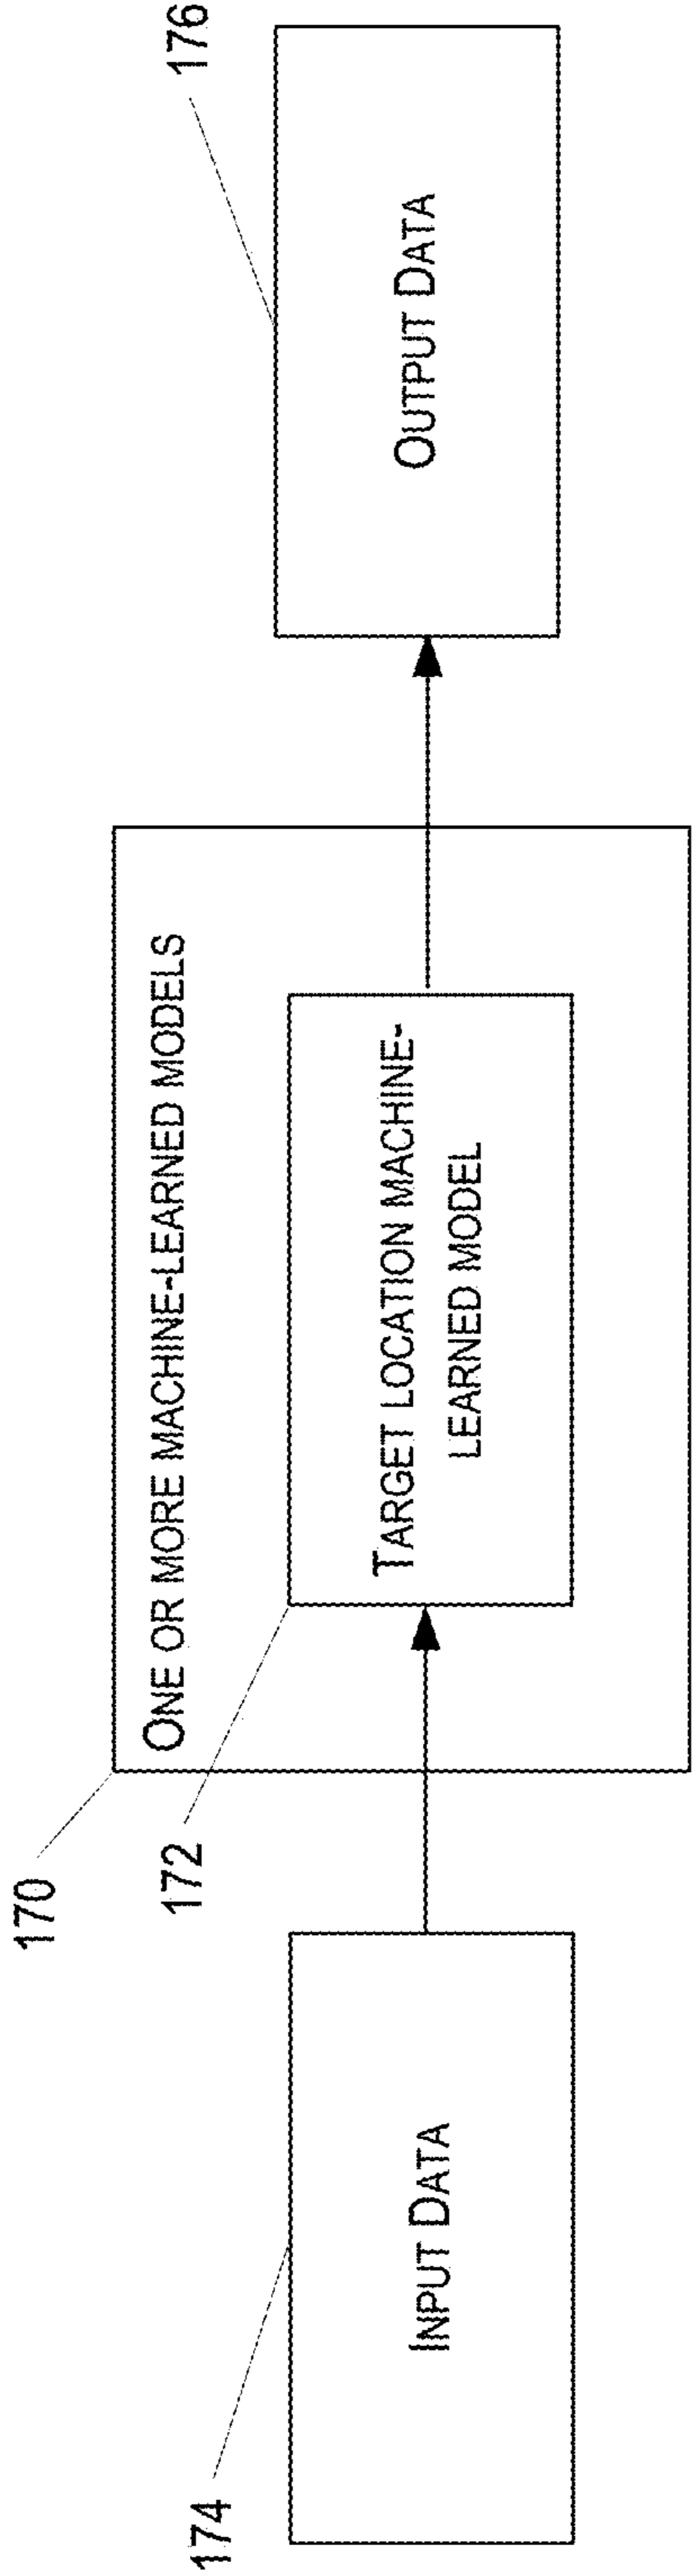 170
ONE OR MORE MACHINE-LEARNED MODELS
176
174
172
INPUT DATA
TARGET LOCATION MACHINE-
LEARNED MODEL
OUTPUT DATA